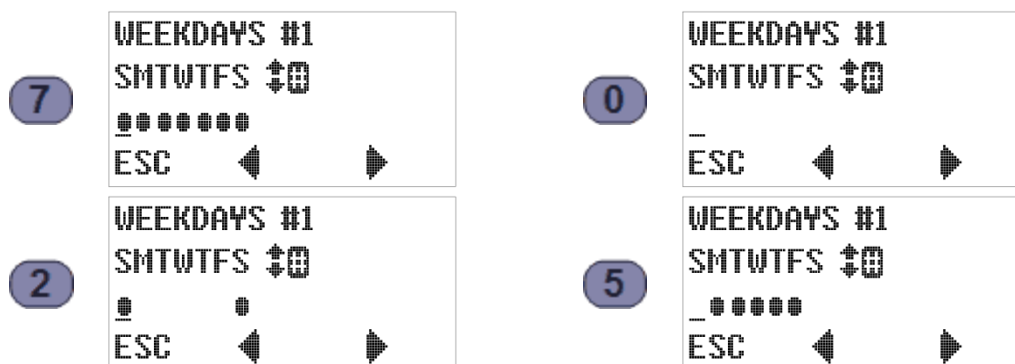 7
WEEKDAYS #1
SMTWTFS
ESC
0
WEEKDAYS #1
SMTWTFS
ESC
2
WEEKDAYS #1
SMTWTFS
ESC
5
WEEKDAYS #1
SMTWTFS
ESC